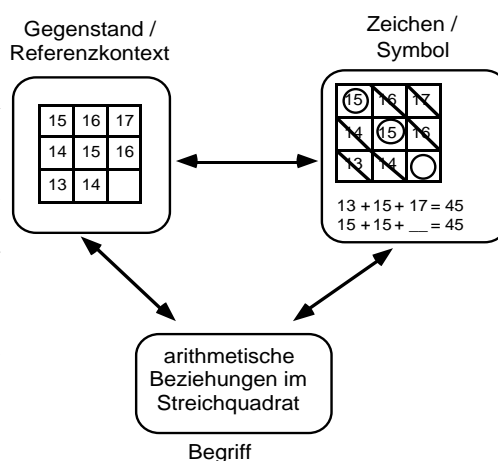 Gegenstand /
Referenzkontext
15 16 17
14 15 16
13 14
Zeichen /
Symbol
15 16 17
14 15 16
13 14
13 + 15 + 17 = 45
15 + 15 + __ = 45
arithmetische
Beziehungen im
Streichquadrat
Begriff